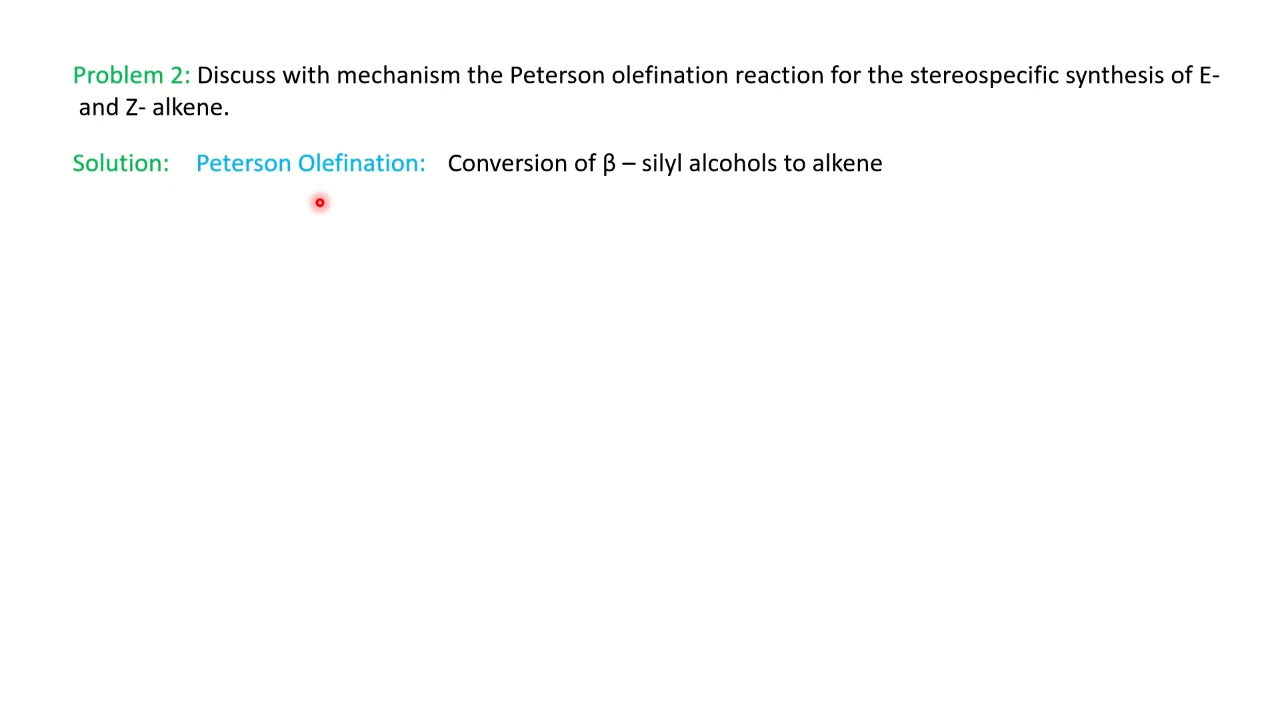 Problem 2: Discuss with mechanism the Peterson olefination reaction for the stereospecific synthesis of E-
and Z- alkene.
Solution: Peterson Olefination: Conversion of β – silyl alcohols to alkene